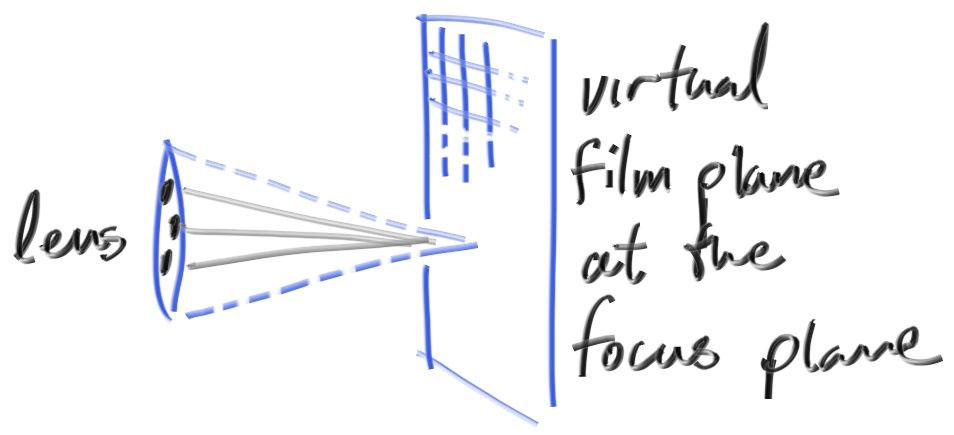 lens
virtual
film plane
at the
focus plane